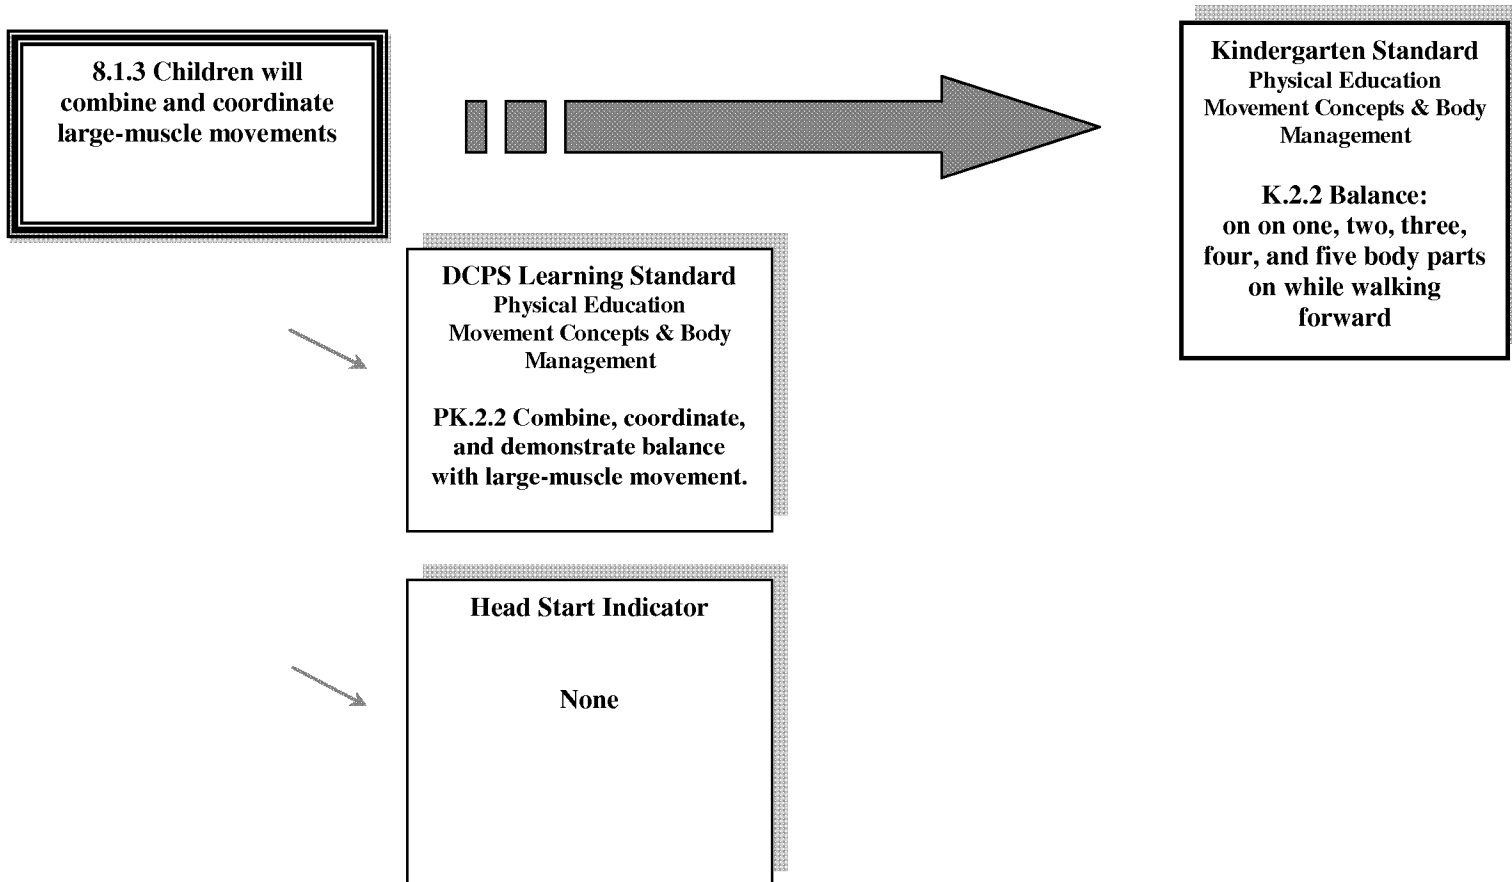 8.1.3 Children will
combine and coordinate
large-muscle movements
Kindergarten Standard
Physical Education
Movement Concepts & Body
Management
K.2.2 Balance:
on on one, two, three,
four, and five body parts
on while walking
forward
DCPS Learning Standard
Physical Education
Movement Concepts & Body
Management
PK.2.2 Combine, coordinate,
and demonstrate balance
with large-muscle movement.
Head Start Indicator
None